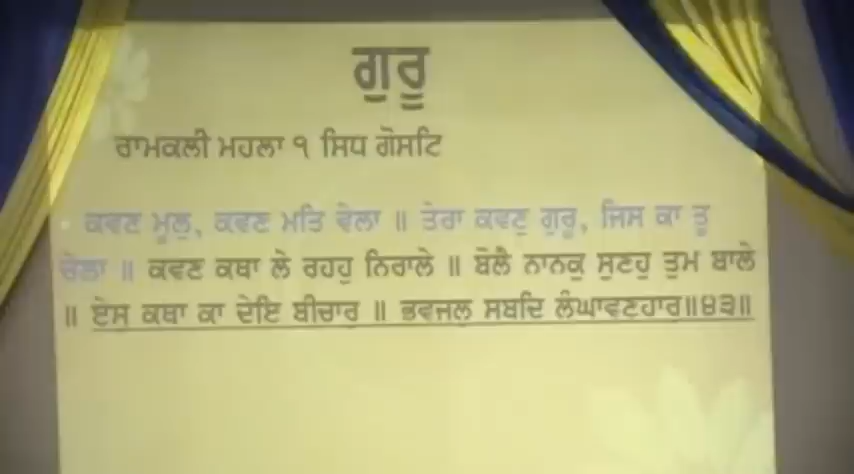 ਗੁਰੂ
ਰਾਮਕਲੀ ਮਹਲਾ ੧ ਸਿਧ ਗੋਸਟਿ
ਕਵਣ ਮੂਲੁ, ਕਵਣ ਮਤਿ ਵੇਲਾ ॥ ਤੇਰਾ ਕਵਣੁ ਗੁਰੂ, ਜਿਸ ਕਾ ਤੂ
ਚੇਲਾ ॥ ਕਵਣ ਕਥਾ ਲੇ ਰਹਹੁ ਨਿਰਾਲੇ ॥ ਬੋਲੈ ਨਾਨਕੁ ਸੁਣਹੁ ਤੁਮ ਬਾਲੇ
॥ ਏਸੁ ਕਥਾ ਕਾ ਦੇਇ ਬੀਚਾਰੁ ॥ ਭਵਜਲੁ ਸਬਦਿ ਲੰਘਾਵਣਹਾਰੁ॥੪੩॥